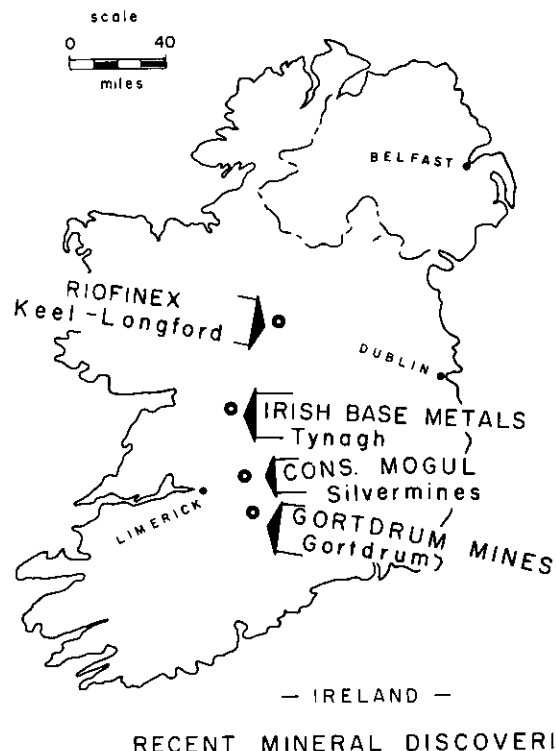 scale
0 40
miles
BELFAST
RIOFINEX
Keel-Longford
DUBLIN
IRISH BASE METALS
Tynagh
CONS. MOGUL
Silvermines
LIMERICK
GORTDRUM MINES
Gortdrum
— IRELAND —
RECENT MINERAL DISCOVERI